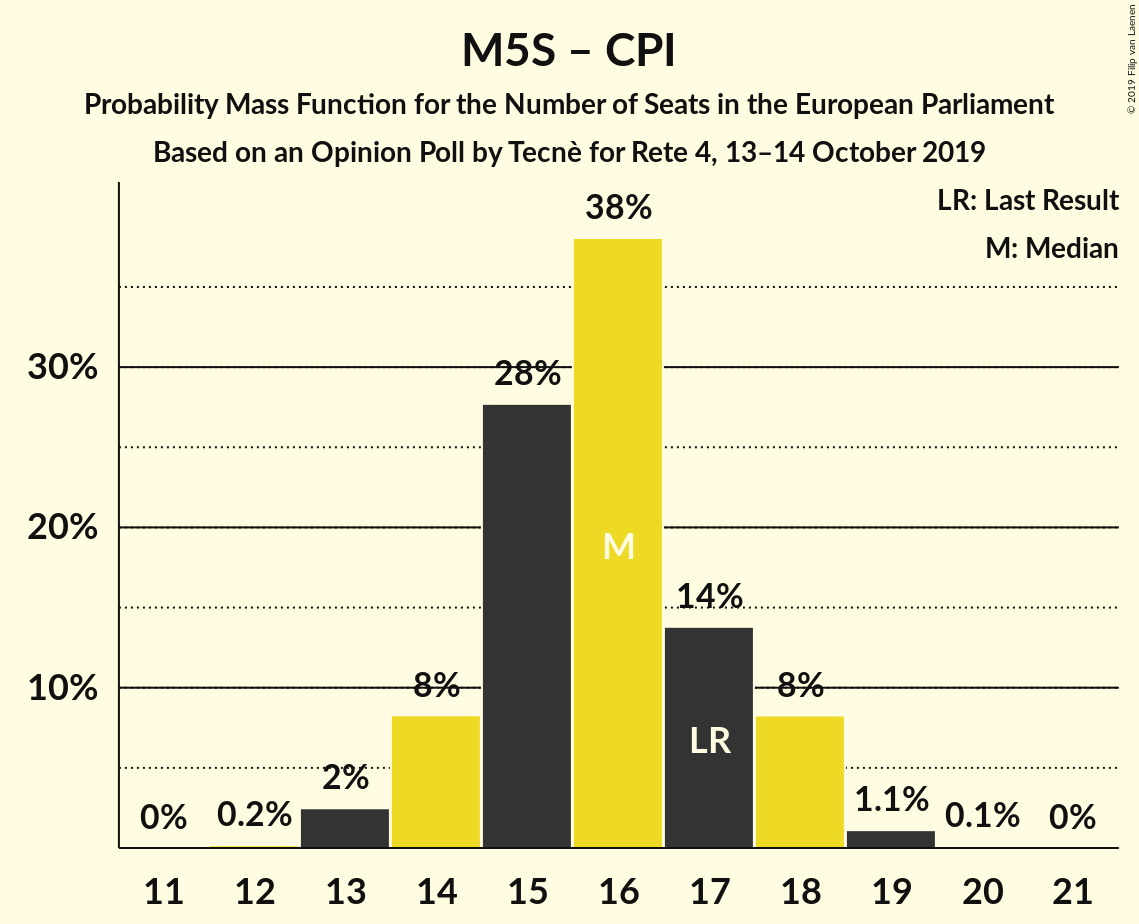 M5S – CPI
Probability Mass Function for the Number of Seats in the European Parliament
Based on an Opinion Poll by Tecnè for Rete 4, 13–14 October 2019
© 2019 Filip van Laenen
LR: Last Result
M: Median
38%
30%
28%
20%
M
14%
10%
8%
8%
LR
2%
0%
0.2%
1.1%
0.1%
0%
11 12 13 14 15 16 17 18 19 20 21